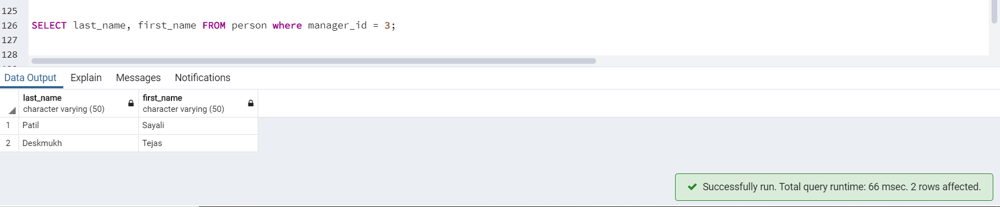 125
126 SELECT last_name, first_name FROM person where manager_id = 3;
127
128
Data Output Explain Messages Notifications
last_name first_name
character varying (50) character varying (50)
1 Patil Sayali
2 Deskmukh Tejas
Successfully run. Total query runtime: 66 msec. 2 rows affected.